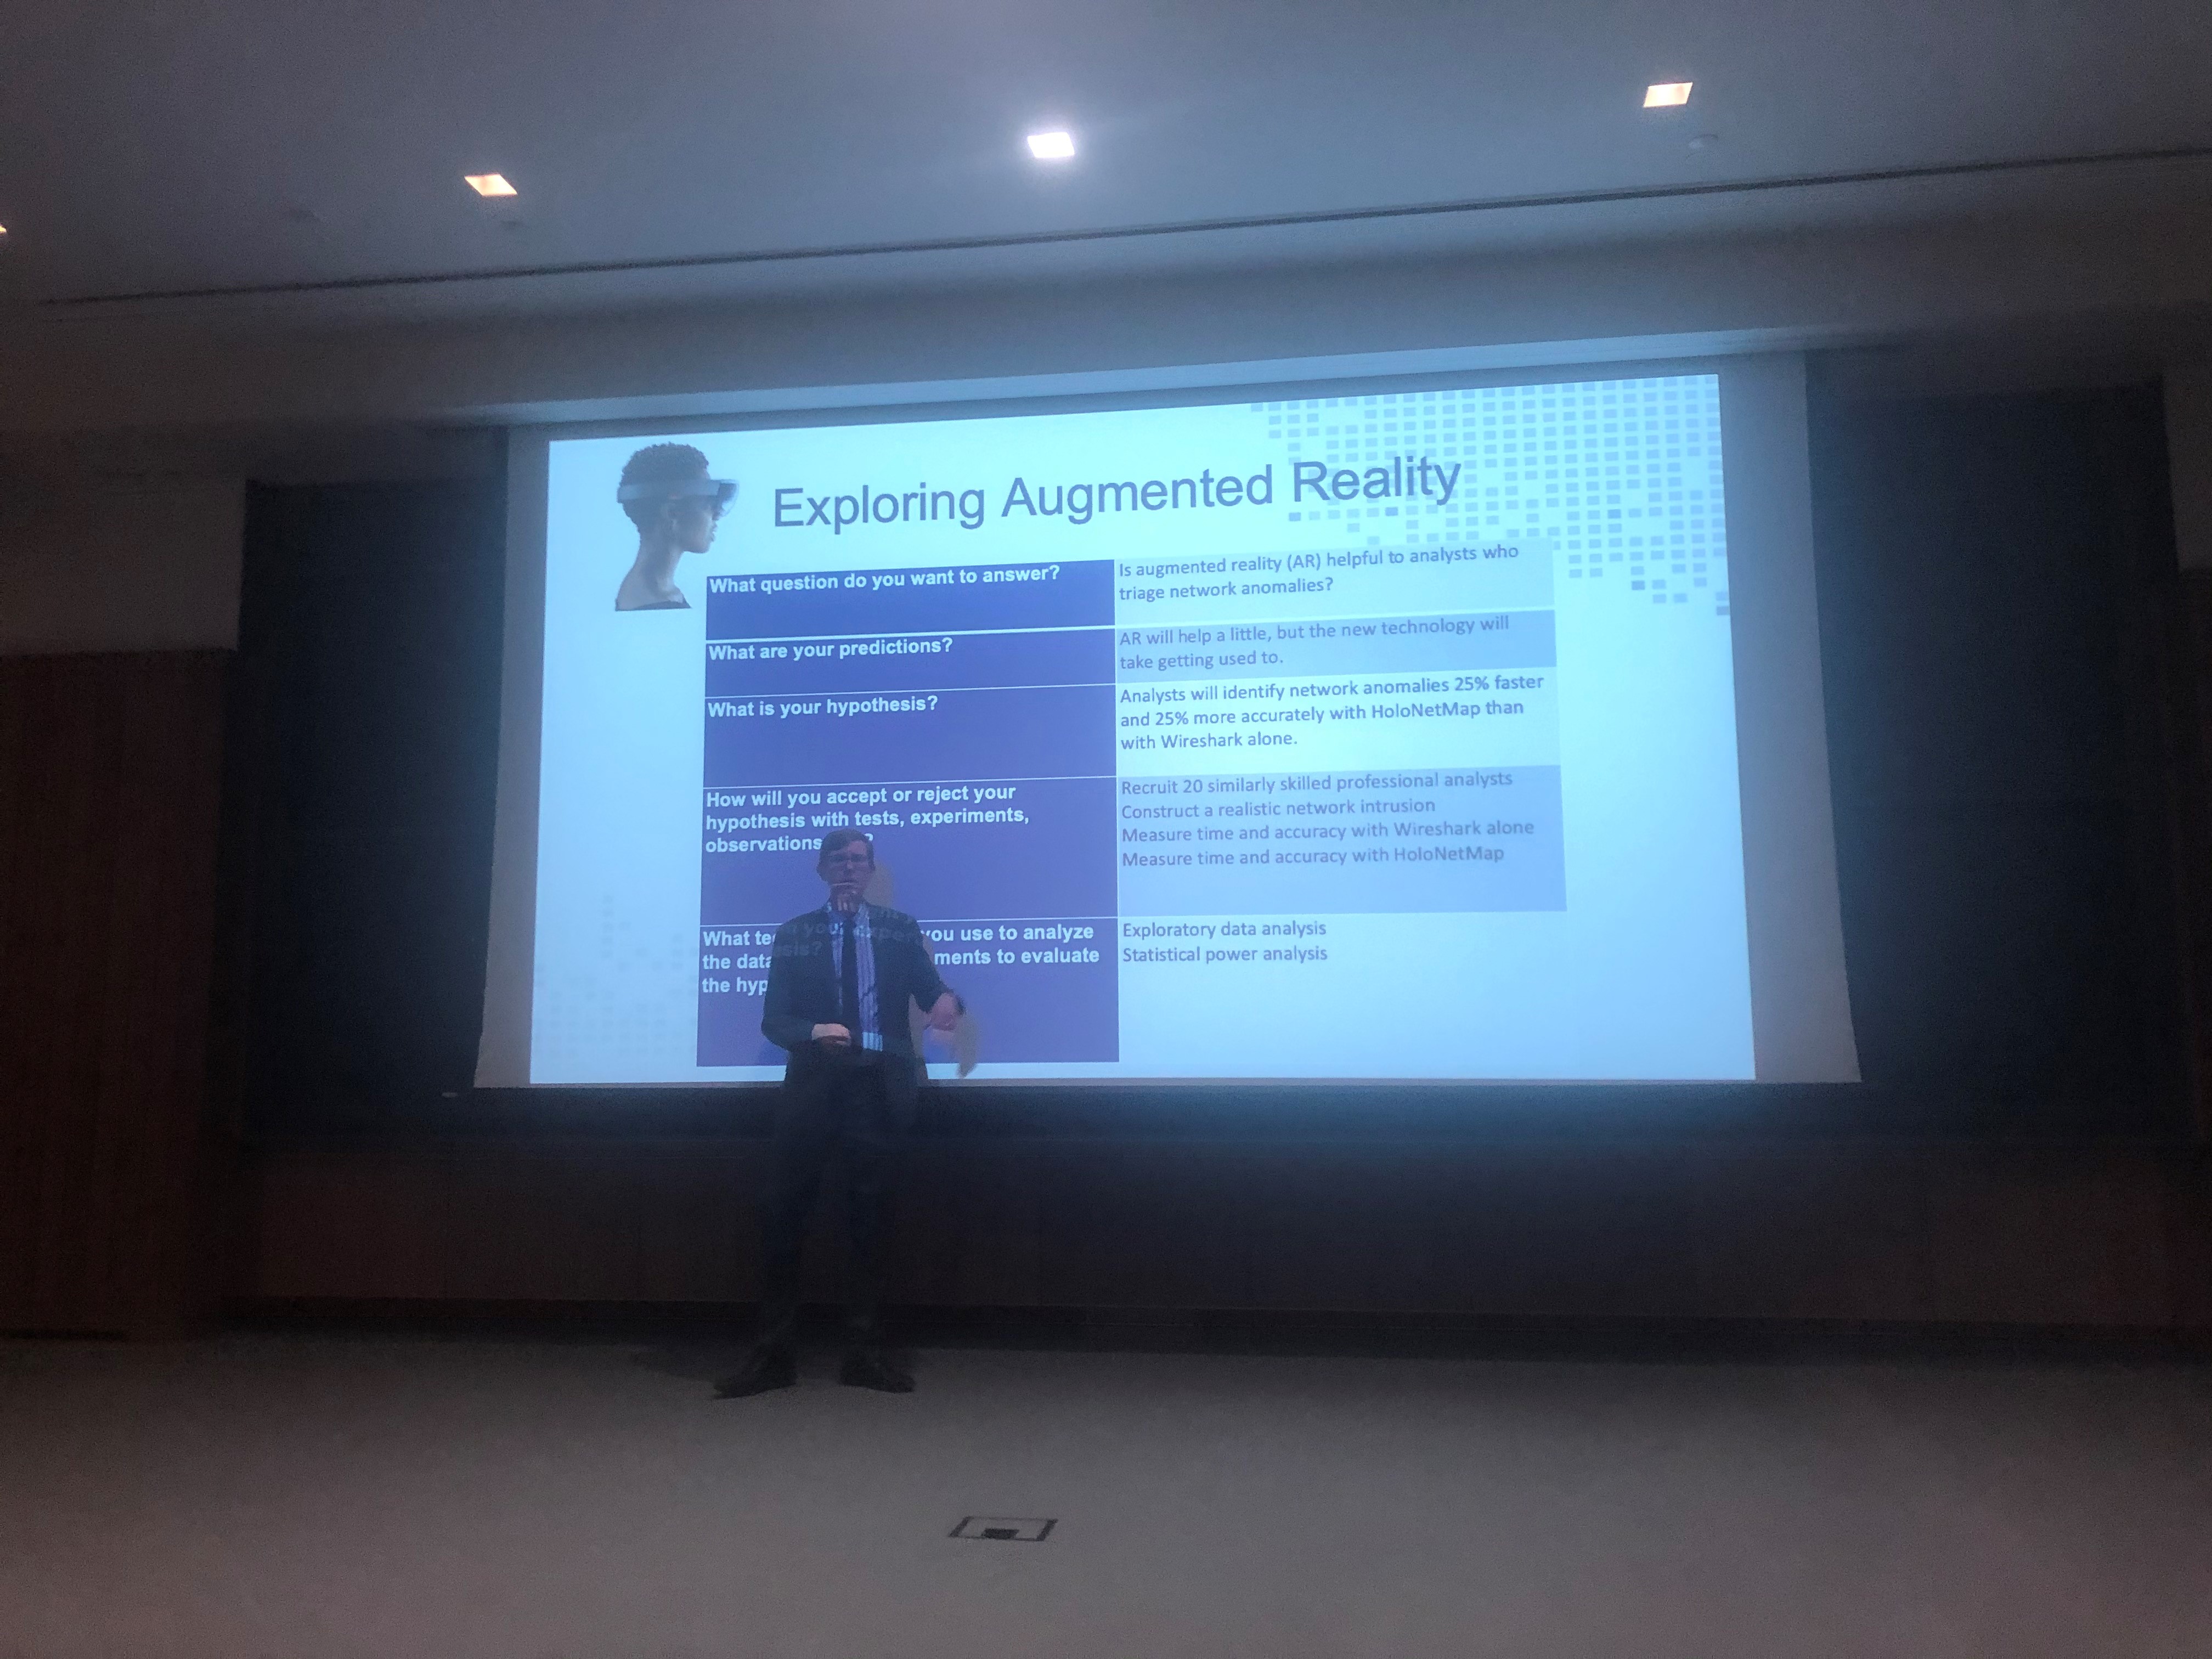 Exploring Augmented Reality
What question do you want to answer?
Is augmented reality (AR) helpful to analysts who
triage network anomalies?
What are your predictions?
AR will help a little, but the new technology will
take getting used to.
What is your hypothesis?
Analysts will identify network anomalies 25% faster
and 25% more accurately with HoloNetMap than
with Wireshark alone.
How will you accept or reject your
hypothesis with tests, experiments,
observations ?
Recruit 20 similarly skilled professional analysts
Construct a realistic network intrusion
Measure time and accuracy with Wireshark alone
Measure time and accuracy with HoloNetMap
What you use to analyze
the data ments to evaluate
the
Exploratory data analysis
Statistical power analysis